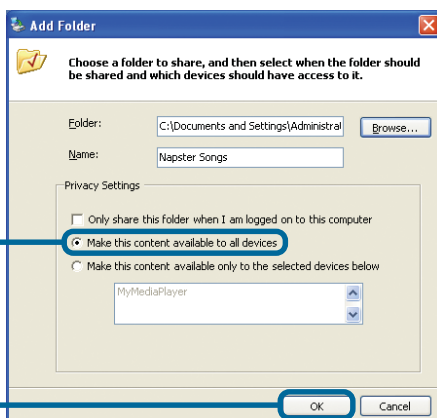 Add Folder
Choose a folder to share, and then select when the folder should
be shared and which devices should have access to it.
Folder:
C:\Documents and Settings\Administrat
Browse...
Name:
Napster Songs
Privacy Settings
Only share this folder when I am logged on to this computer
Make this content available to all devices
Make this content available only to the selected devices below
MyMediaPlayer
OK
Cancel